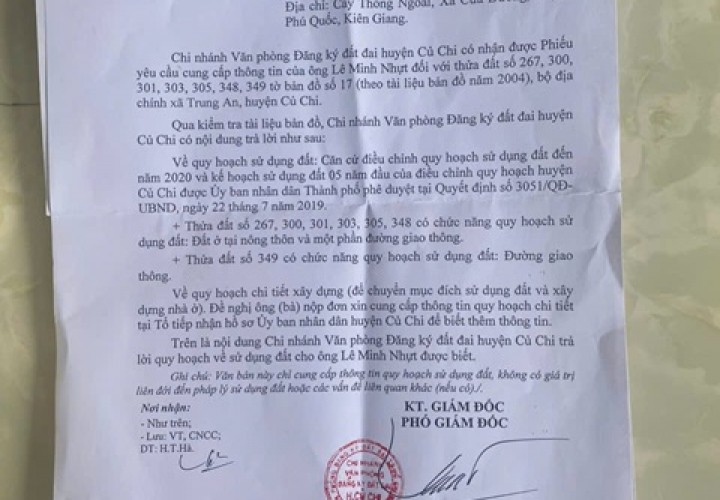 Địa chỉ: Cây Thông Ngoài, Xã Cửa Dương,
Phú Quốc, Kiên Giang.
Chi nhánh Văn phòng Đăng ký đất đai huyện Củ Chi có nhận được Phiếu
yêu cầu cung cấp thông tin của ông Lê Minh Nhựt đối với thửa đất số 267, 300,
301, 303, 305, 348, 349 tờ bản đồ số 17 (theo tài liệu bản đồ năm 2004), bộ địa
chính xã Trung An, huyện Củ Chi.
Qua kiểm tra tài liệu bản đồ, Chi nhánh Văn phòng Đăng ký đất đai huyện
Củ Chi có nội dung trả lời như sau:
Về quy hoạch sử dụng đất: Căn cứ điều chỉnh quy hoạch sử dụng đất đến
năm 2020 và kế hoạch sử dụng đất 05 năm đầu của điều chỉnh quy hoạch huyện
Củ Chi được Ủy ban nhân dân Thành phố phê duyệt tại Quyết định số 3051/QĐ-
UBND, ngày 22 tháng 7 năm 2019.
+ Thửa đất số 267, 300, 301, 303, 305, 348 có chức năng quy hoạch sử
dụng đất: Đất ở tại nông thôn và một phần đường giao thông.
+ Thửa đất số 349 có chức năng quy hoạch sử dụng đất: Đường giao
thông.
Về quy hoạch chi tiết xây dựng (để chuyển mục đích sử dụng đất và xây
dựng nhà ở). Đề nghị ông (bà) nộp đơn xin cung cấp thông tin quy hoạch chi tiết
tại Tổ tiếp nhận hồ sơ Ủy ban nhân dân huyện Củ Chi để biết thêm thông tin.
Trên là nội dung Chi nhánh Văn phòng Đăng ký đất đai huyện Củ Chi trả
lời quy hoạch về sử dụng đất cho ông Lê Minh Nhựt được biết.
Ghi chú: Văn bản này chỉ cung cấp thông tin quy hoạch sử dụng đất, không có giá trị
liên đới đến pháp lý sử dụng đất hoặc các vấn đề liên quan khác (nếu có)./.
Nơi nhận:
- Như trên;
- Lưu: VT, CNCC;
DT: H.T.Hà.
KT. GIÁM ĐỐC
PHÓ GIÁM ĐỐC
CHI NHÁNH
VĂN PHÒNG
ĐĂNG KÝ ĐẤT ĐAI
H.CỦ CHI